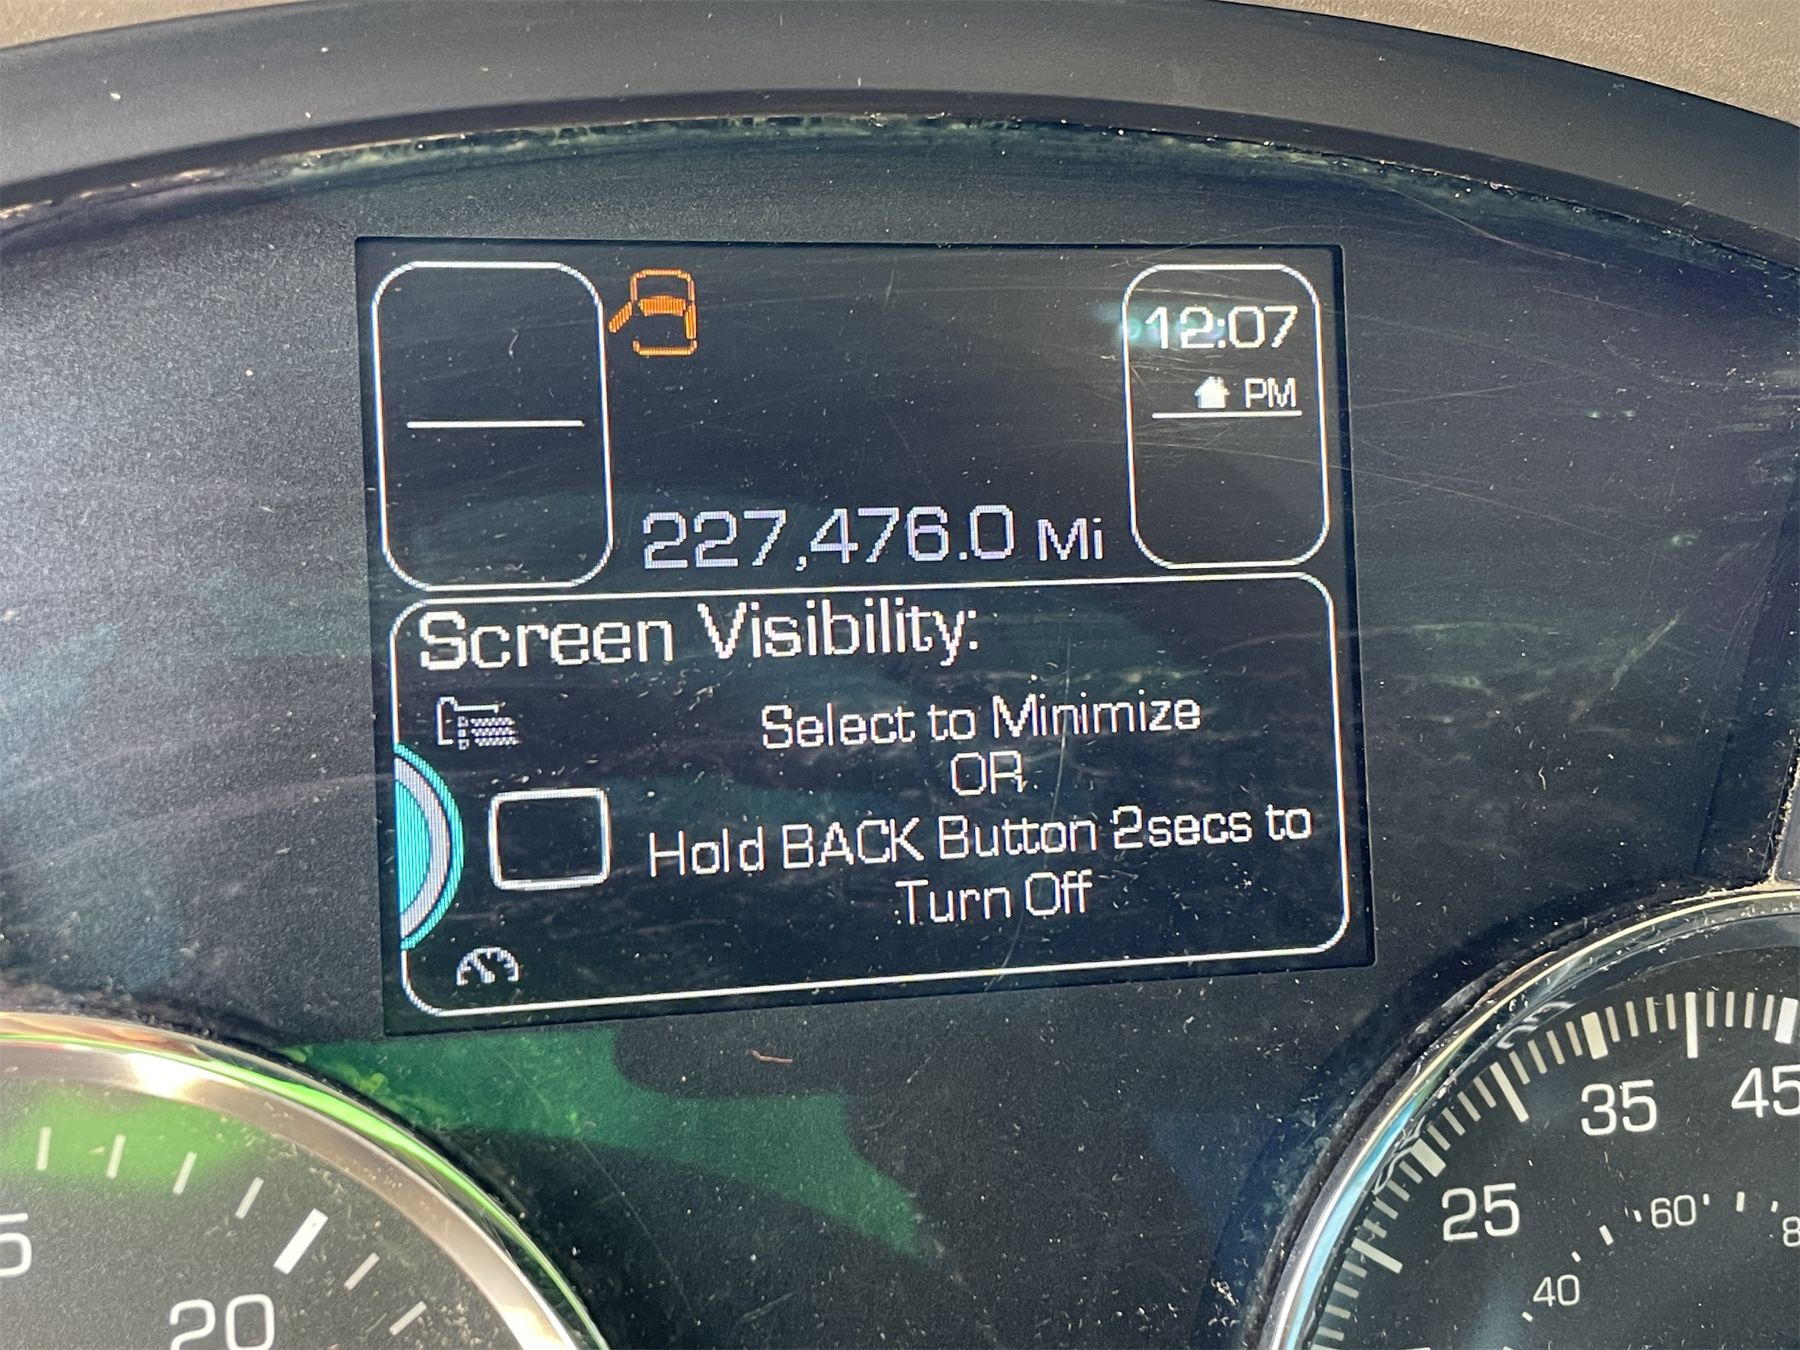 12:07
PM
227,476.0 Mi
Screen Visibility:
Select to Minimize
OR
Hold BACK Button 2secs to
Turn Off
35
45
25
60
40
20